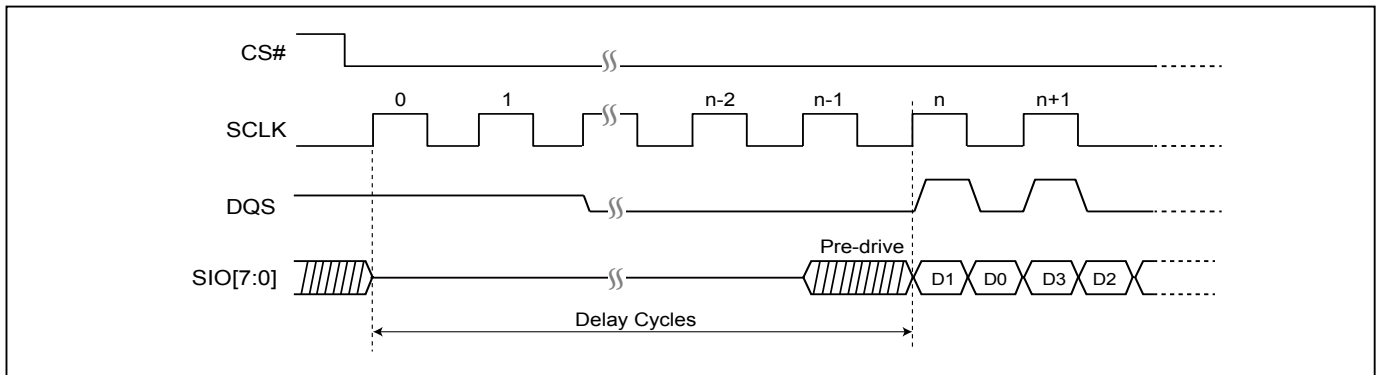 CS#
0 1 n-2 n-1 n n+1
SCLK
DQS
Pre-drive
SIO[7:0]
D1 D0 D3 D2
Delay Cycles